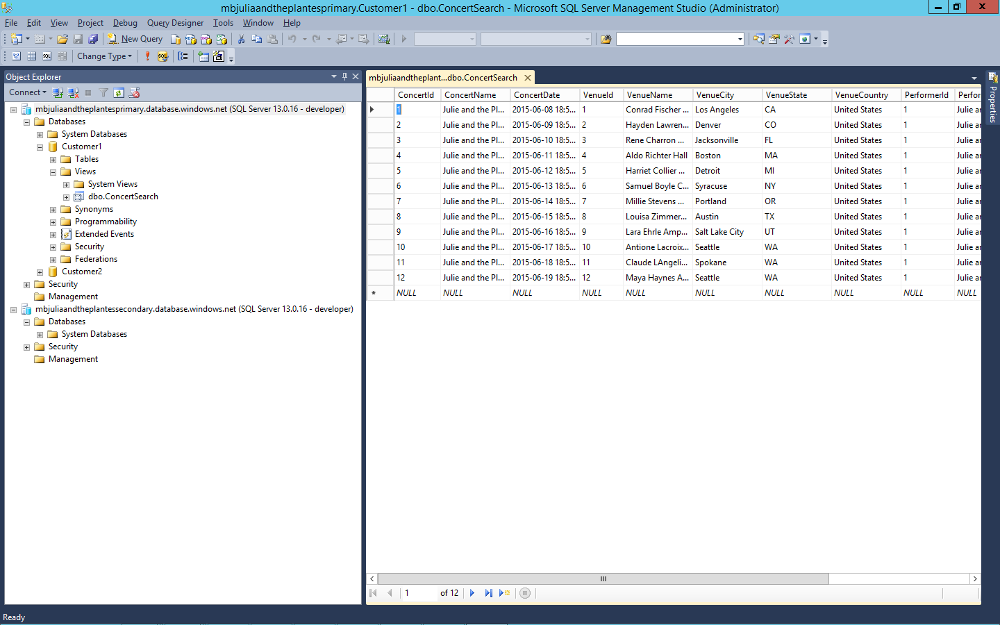 mbjuliaandtheplantesprimary.Customer1 - dbo.ConcertSearch - Microsoft SQL Server Management Studio (Administrator)
File Edit View Project Debug Query Designer Tools Window Help
New Query
Change Type
Object Explorer
Connect
mbjuliaandtheplantesprimary.database.windows.net (SQL Server 13.0.16 - developer)
Databases
System Databases
Customer1
Tables
Views
System Views
dbo.ConcertSearch
Synonyms
Programmability
Extended Events
Security
Federations
Customer2
Security
Management
mbjuliaandtheplantessecondary.database.windows.net (SQL Server 13.0.16 - developer)
Databases
System Databases
Security
Management
mbjuliaandtheplant...dbo.ConcertSearch
ConcertId ConcertName ConcertDate VenueId VenueName VenueCity VenueState VenueCountry PerformerId Perfor
1 Julie and the Pl... 2015-06-08 18:5... 1 Conrad Fischer ... Los Angeles CA United States 1 Julie ar
2 Julie and the Pl... 2015-06-09 18:5... 2 Hayden Lawren... Denver CO United States 1 Julie ar
3 Julie and the Pl... 2015-06-10 18:5... 3 Rene Charron ... Jacksonville FL United States 1 Julie ar
4 Julie and the Pl... 2015-06-11 18:5... 4 Aldo Richter Hall Boston MA United States 1 Julie ar
5 Julie and the Pl... 2015-06-12 18:5... 5 Harriet Collier ... Detroit MI United States 1 Julie ar
6 Julie and the Pl... 2015-06-13 18:5... 6 Samuel Boyle C... Syracuse NY United States 1 Julie ar
7 Julie and the Pl... 2015-06-14 18:5... 7 Millie Stevens ... Portland OR United States 1 Julie ar
8 Julie and the Pl... 2015-06-15 18:5... 8 Louisa Zimmer... Austin TX United States 1 Julie ar
9 Julie and the Pl... 2015-06-16 18:5... 9 Lara Ehrle Amp... Salt Lake City UT United States 1 Julie ar
10 Julie and the Pl... 2015-06-17 18:5... 10 Antione Lacroix... Seattle WA United States 1 Julie ar
11 Julie and the Pl... 2015-06-18 18:5... 11 Claude LAngeli... Spokane WA United States 1 Julie ar
12 Julie and the Pl... 2015-06-19 18:5... 12 Maya Haynes A... Seattle WA United States 1 Julie ar
* NULL NULL NULL NULL NULL NULL NULL NULL NULL NULL
1 of 12
Properties
Ready